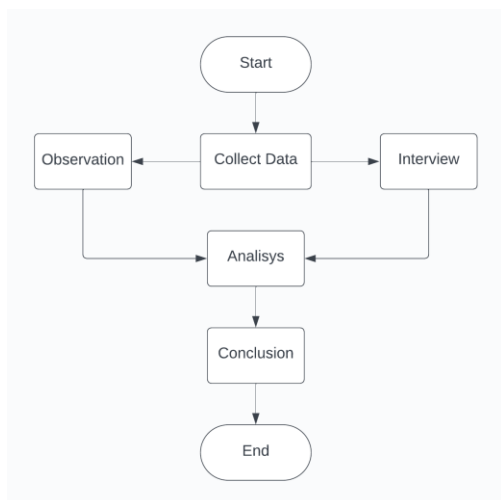 Start
Observation
Collect Data
Interview
Analisys
Conclusion
End